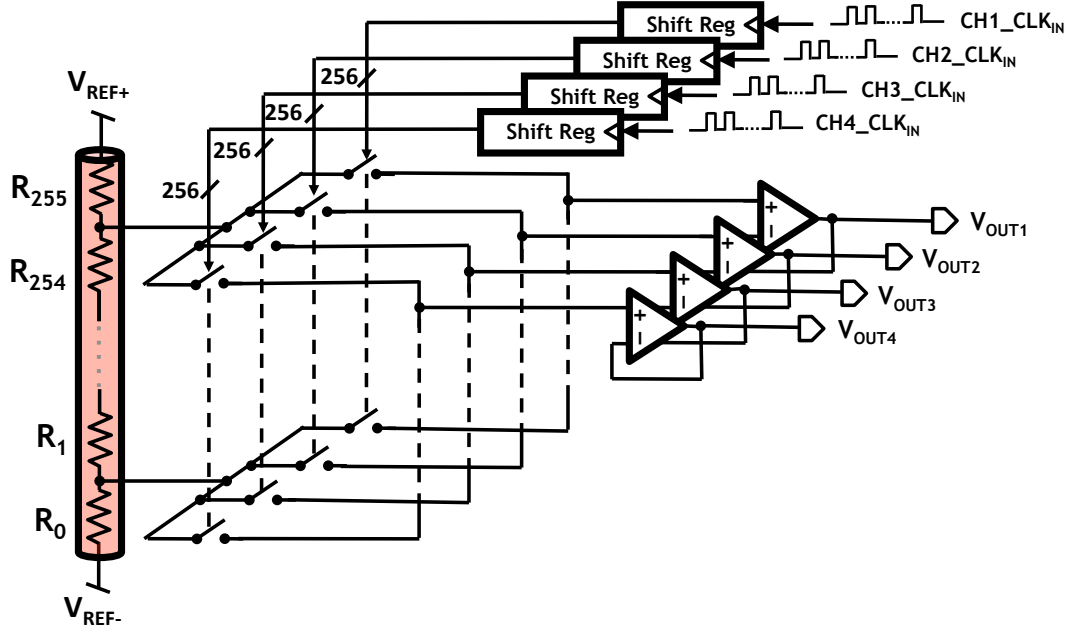 Shift Reg CH1_CLKIN
Shift Reg CH2_CLKIN
Shift Reg CH3_CLKIN
Shift Reg CH4_CLKIN
256
256
256
256
VREF+
R255
R254
R1
R0
VREF-
+
−
+
−
+
−
+
−
VOUT1
VOUT2
VOUT3
VOUT4